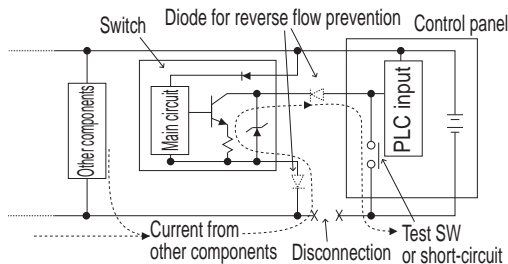 Diode for reverse flow prevention
Switch
Control panel
Main circuit
PLC input
Other components
Current from
other components
Disconnection
Test SW
or short-circuit